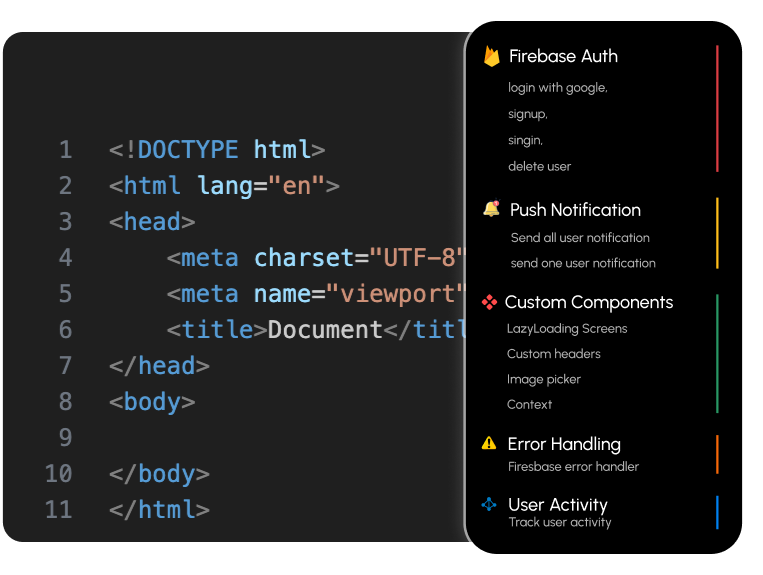 1 <!DOCTYPE html>
2 <html lang="en">
3 <head>
4 <meta charset="UTF-8"
5 <meta name="viewport"
6 <title>Document</titl
7 </head>
8 <body>
9
10 </body>
11 </html>
Firebase Auth
login with google,
signup,
singin,
delete user
Push Notification
Send all user notification
send one user notification
Custom Components
LazyLoading Screens
Custom headers
Image picker
Context
Error Handling
Firesbase error handler
User Activity
Track user activity